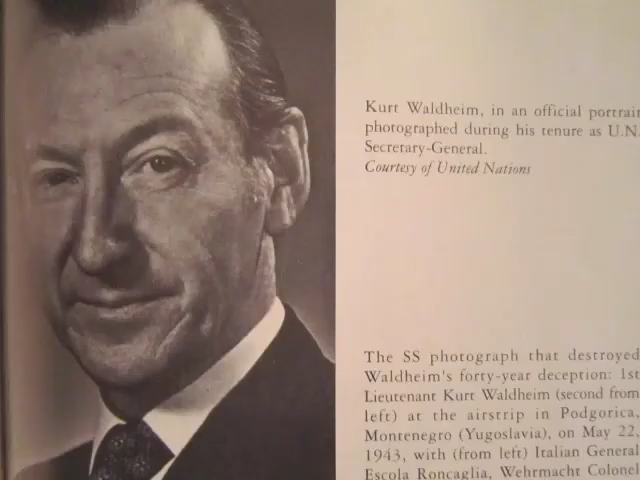 Kurt Waldheim, in an official portrait
photographed during his tenure as U.N.
Secretary-General.
Courtesy of United Nations
The SS photograph that destroyed
Waldheim's forty-year deception: 1st
Lieutenant Kurt Waldheim (second from
left) at the airstrip in Podgorica,
Montenegro (Yugoslavia), on May 22,
1943, with (from left) Italian General
Escola Roncaglia, Wehrmacht Colonel